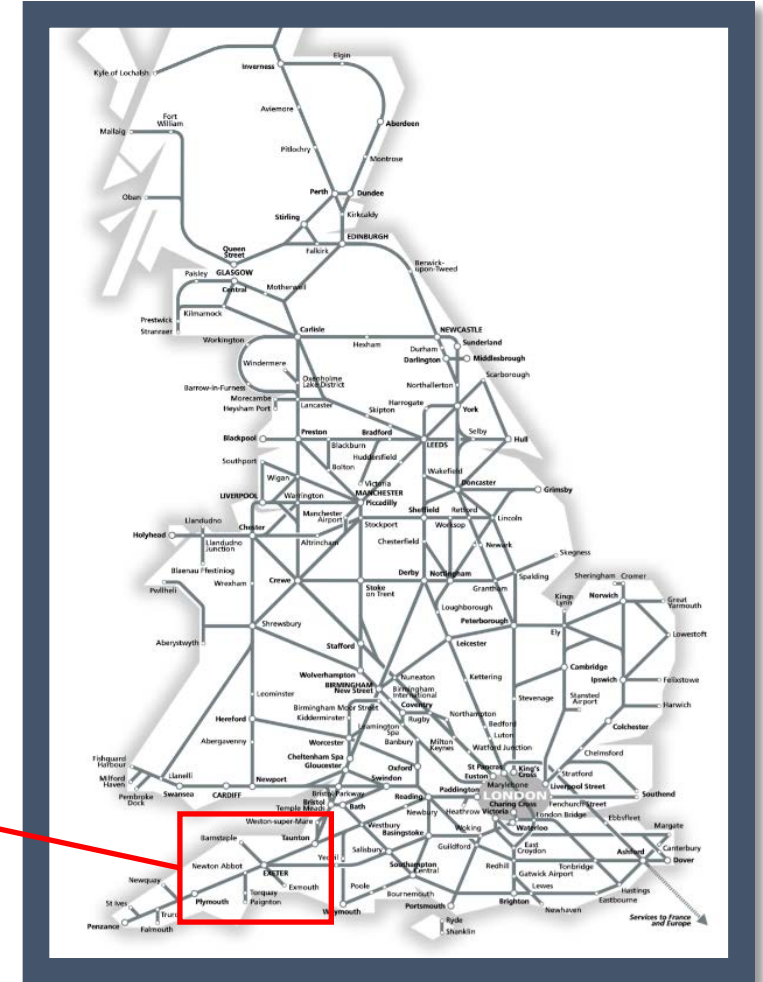 Elgin
Inverness
Kyle of Lochalsh
Aviemore
Fort
William
Aberdeen
Mallaig
Pitlochry
Montrose
Perth
Dundee
Oban
Stirling
Kirkcaldy
EDINBURGH
Queen
Street
Falkirk
Berwick-
upon-Tweed
Paisley
GLASGOW
Central
Motherwell
Prestwick
Kilmarnock
Stranraer
Carlisle
NEWCASTLE
Workington
Hexham
Sunderland
Durham
Darlington
Middlesbrough
Windermere
Scarborough
Oxenholme
Lake District
Barrow-in-Furness
Northallerton
Morecambe
Heysham Port
Lancaster
Harrogate
Skipton
York
Blackpool
Preston
Bradford
Selby
Hull
Blackburn
LEEDS
Huddersfield
Southport
Bolton
Wakefield
Wigan
Victoria
Doncaster
MANCHESTER
Piccadilly
LIVERPOOL
Warrington
Grimsby
Manchester
Airport
Sheffield
Retford
Llandudno
Stockport
Worksop
Lincoln
Holyhead
Chester
Llandudno
Junction
Altrincham
Chesterfield
Newark
Skegness
Blaenau Ffestiniog
Derby
Nottingham
Sheringham
Cromer
Pwllheli
Wrexham
Crewe
Stoke
on Trent
Grantham
Spalding
Kings
Lynn
Norwich
Great
Yarmouth
Loughborough
Peterborough
Shrewsbury
Ely
Lowestoft
Aberystwyth
Stafford
Leicester
Wolverhampton
Nuneaton
Kettering
Cambridge
Ipswich
Felixstowe
BIRMINGHAM
New Street
Birmingham
International
Leominster
Stevenage
Stansted
Airport
Harwich
Birmingham Moor Street
Coventry
Kidderminster
Rugby
Northampton
Hereford
Leamington
Spa
Bedford
Colchester
Abergavenny
Worcester
Banbury
Milton
Keynes
Luton
Watford Junction
Chelmsford
Cheltenham Spa
Gloucester
Fishguard
Harbour
Oxford
St Pancras
Euston
King's
Cross
Stratford
Milford
Haven
Llanelli
Newport
Swindon
Marylebone
Liverpool Street
Pembroke
Dock
Swansea
CARDIFF
Bristol Parkway
Reading
Paddington
LONDON
Southend
Bristol
Temple Meads
Bath
Newbury
Heathrow
Victoria
Charing Cross
Fenchurch Street
Weston-super-Mare
Westbury
Basingstoke
London Bridge
Ebbsfleet
Waterloo
Barnstaple
Taunton
Woking
Margate
Salisbury
Guildford
East
Croydon
Canterbury
Newton Abbot
Yeovil
Southampton
Central
Redhill
Tonbridge
Ashford
Dover
EXETER
Gatwick Airport
Newquay
Exmouth
Poole
Lewes
Hastings
Torquay
Bournemouth
Eastbourne
St Ives
Plymouth
Paignton
Weymouth
Portsmouth
Brighton
Newhaven
Truro
Penzance
Falmouth
Ryde
Shanklin
Services to France
and Europe